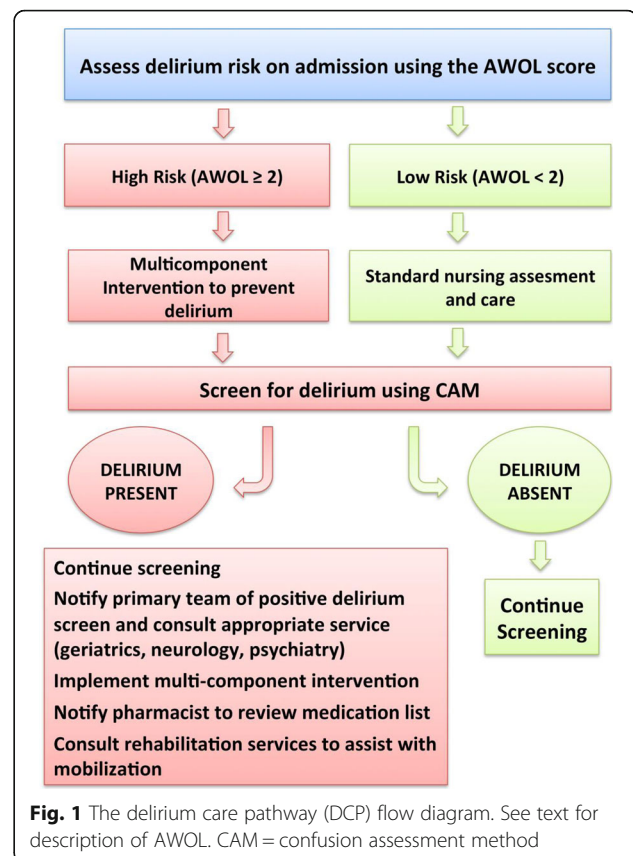 Assess delirium risk on admission using the AWOL score
High Risk (AWOL ≥ 2)
Low Risk (AWOL < 2)
Multicomponent
Intervention to prevent
delirium
Standard nursing assesment
and care
Screen for delirium using CAM
DELIRIUM
PRESENT
DELIRIUM
ABSENT
Continue screening
Notify primary team of positive delirium
screen and consult appropriate service
(geriatrics, neurology, psychiatry)
Implement multi-component intervention
Notify pharmacist to review medication list
Consult rehabilitation services to assist with
mobilization
Continue
Screening
Fig. 1 The delirium care pathway (DCP) flow diagram. See text for
description of AWOL. CAM = confusion assessment method